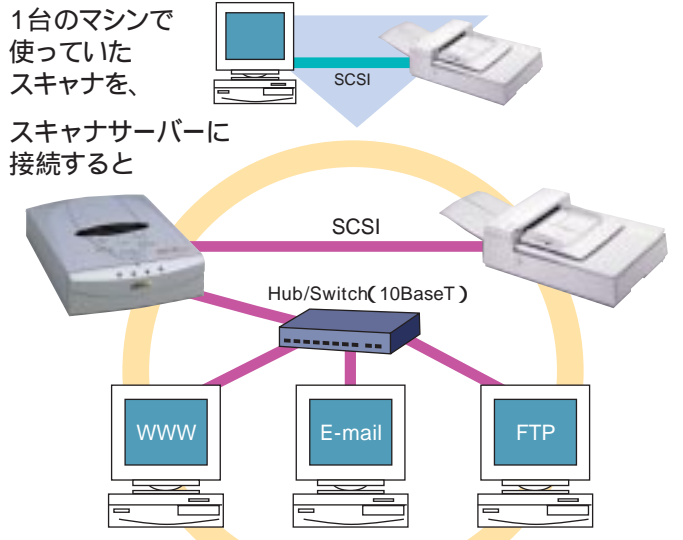 1台のマシンで
使っていた
スキャナを、
SCSI
スキャナサーバーに
接続すると
SCSI
Hub/Switch(10BaseT)
WWW
E-mail
FTP